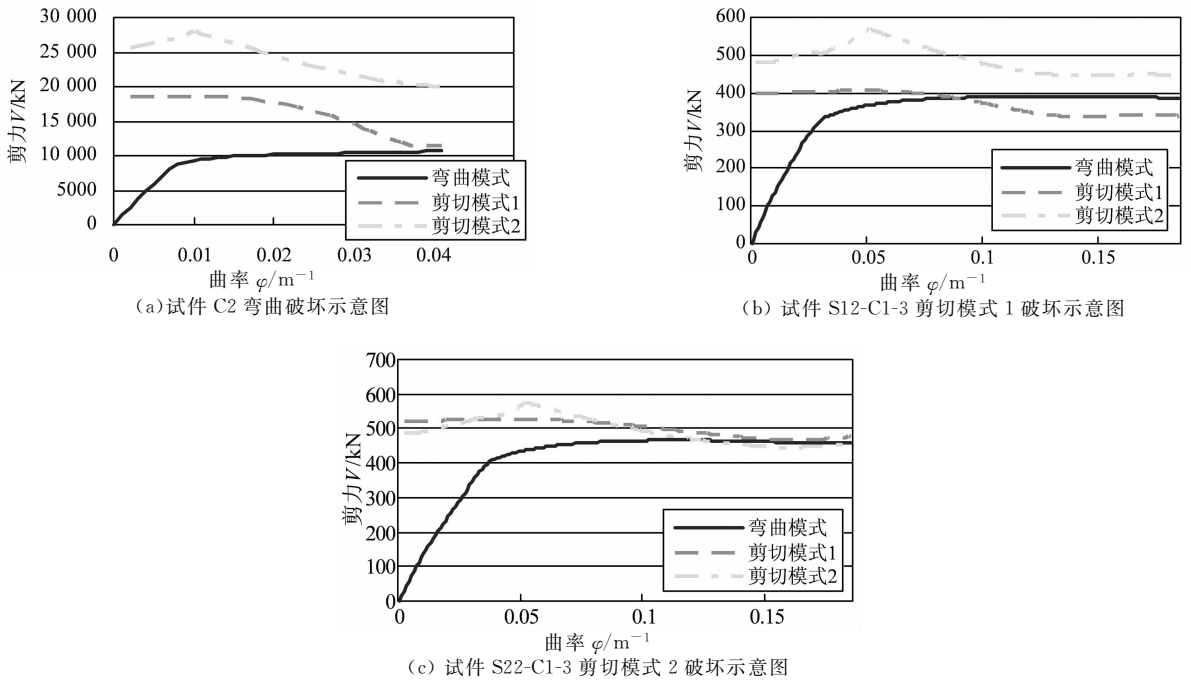 30 000
25 000
20 000
15 000
10 000
5000
0
剪力V/kN
弯曲模式
剪切模式1
剪切模式2
0 0.01 0.02 0.03 0.04
曲率 φ/m⁻¹
(a)试件 C2 弯曲破坏示意图
600
500
400
300
200
100
0
剪力V/kN
弯曲模式
剪切模式1
剪切模式2
0 0.05 0.1 0.15
曲率 φ/m⁻¹
(b) 试件 S12-C1-3 剪切模式 1 破坏示意图
700
600
500
400
300
200
100
0
剪力V/kN
弯曲模式
剪切模式1
剪切模式2
0 0.05 0.1 0.15
曲率 φ/m⁻¹
(c) 试件 S22-C1-3 剪切模式 2 破坏示意图